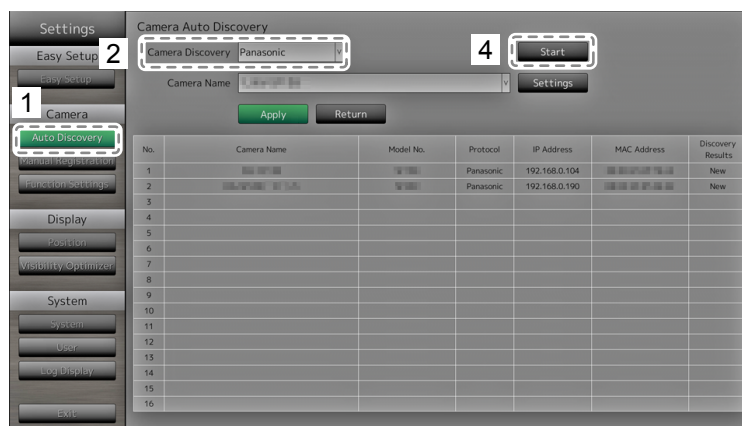 Settings
Easy Setup
Easy Setup
1
Camera
Auto Discovery
Manual Registration
Function Settings
Display
Position
Visibility Optimizer
System
System
User
Log Display
Exit
Camera Auto Discovery
2
Camera Discovery Panasonic
4
Start
Camera Name
Settings
Apply Return
No. Camera Name Model No. Protocol IP Address MAC Address Discovery Results
1 Panasonic 192.168.0.104 New
2 Panasonic 192.168.0.190 New
3
4
5
6
7
8
9
10
11
12
13
14
15
16